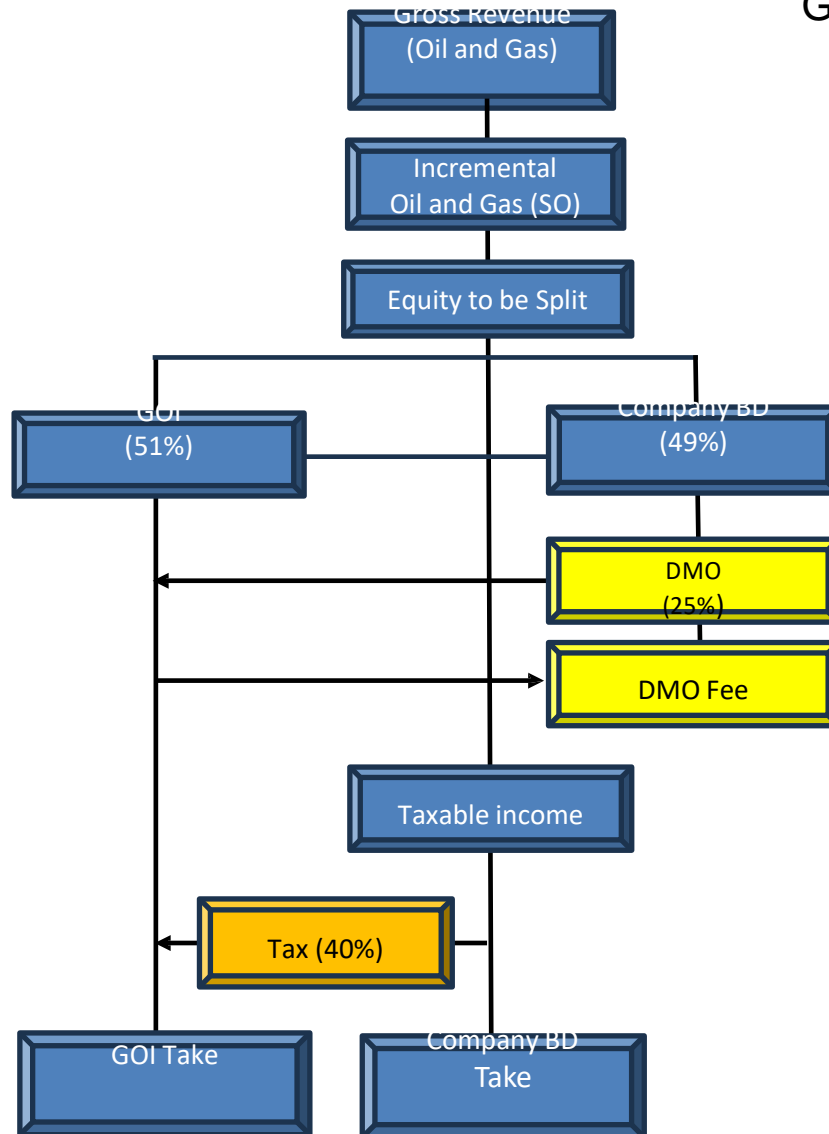 G
Gross Revenue
(Oil and Gas)
Incremental
Oil and Gas (SO)
Equity to be Split
GOI
(51%)
Company BD
(49%)
DMO
(25%)
DMO Fee
Taxable income
Tax (40%)
GOI Take
Company BD
Take